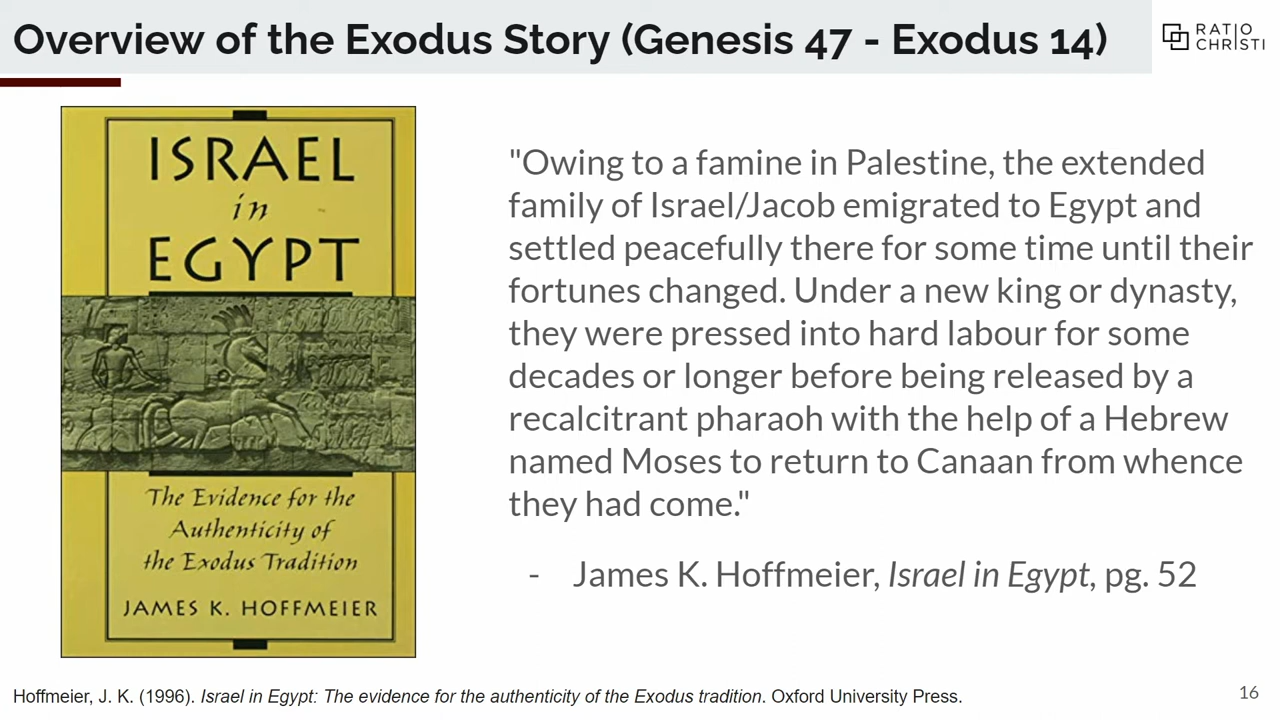 Overview of the Exodus Story (Genesis 47 - Exodus 14)
RATIO
CHRISTI
ISRAEL
in
EGYPT
The Evidence for the
Authenticity of
the Exodus Tradition
JAMES K. HOFFMEIER
"Owing to a famine in Palestine, the extended
family of Israel/Jacob emigrated to Egypt and
settled peacefully there for some time until their
fortunes changed. Under a new king or dynasty,
they were pressed into hard labour for some
decades or longer before being released by a
recalcitrant pharaoh with the help of a Hebrew
named Moses to return to Canaan from whence
they had come."
- James K. Hoffmeier, Israel in Egypt, pg. 52
Hoffmeier, J. K. (1996). Israel in Egypt: The evidence for the authenticity of the Exodus tradition. Oxford University Press.
16